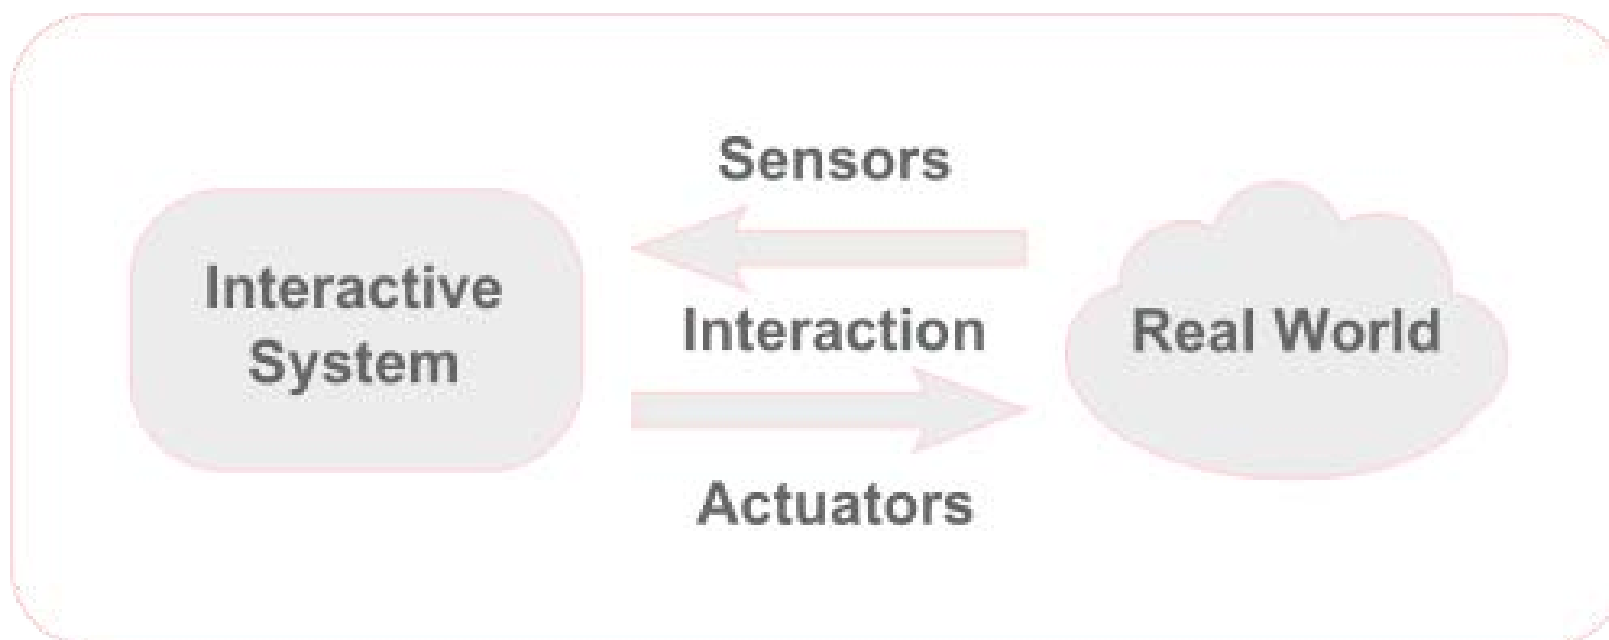 Sensors
Interactive
System
Interaction
Real World
Actuators